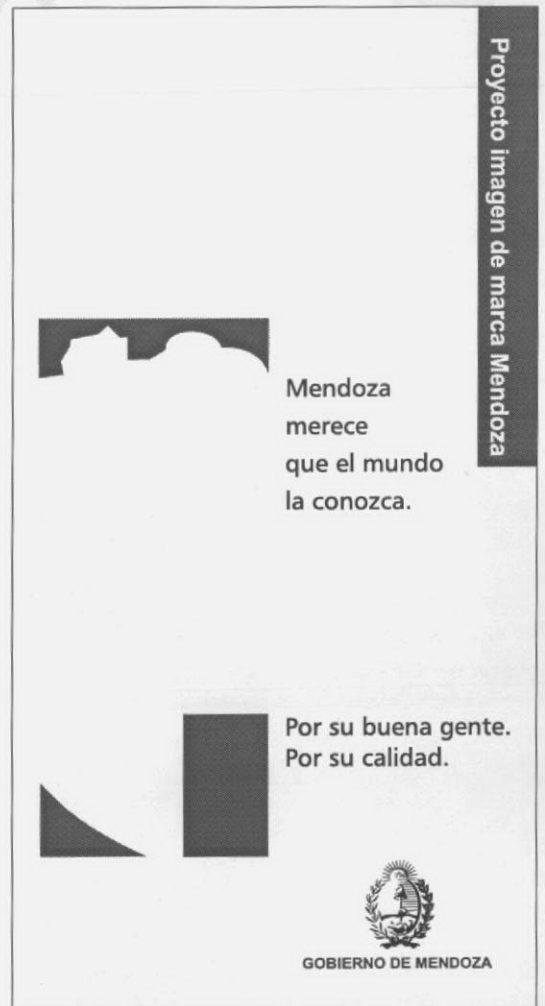 Proyecto imagen de marca Mendoza
Mendoza
merece
que el mundo
la conozca.
Por su buena gente.
Por su calidad.
GOBIERNO DE MENDOZA